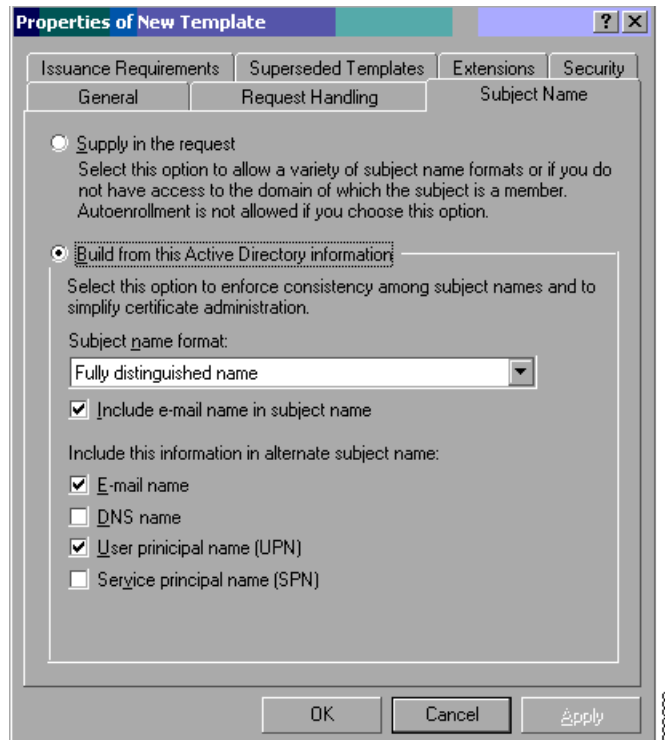 Properties of New Template
Issuance Requirements Superseded Templates Extensions Security
General Request Handling Subject Name
Supply in the request
Select this option to allow a variety of subject name formats or if you do
not have access to the domain of which the subject is a member.
Autoenrollment is not allowed if you choose this option.
Build from this Active Directory information
Select this option to enforce consistency among subject names and to
simplify certificate administration.
Subject name format:
Fully distinguished name
Include e-mail name in subject name
Include this information in alternate subject name:
E-mail name
DNS name
User prinicipal name (UPN)
Service principal name (SPN)
OK Cancel Apply